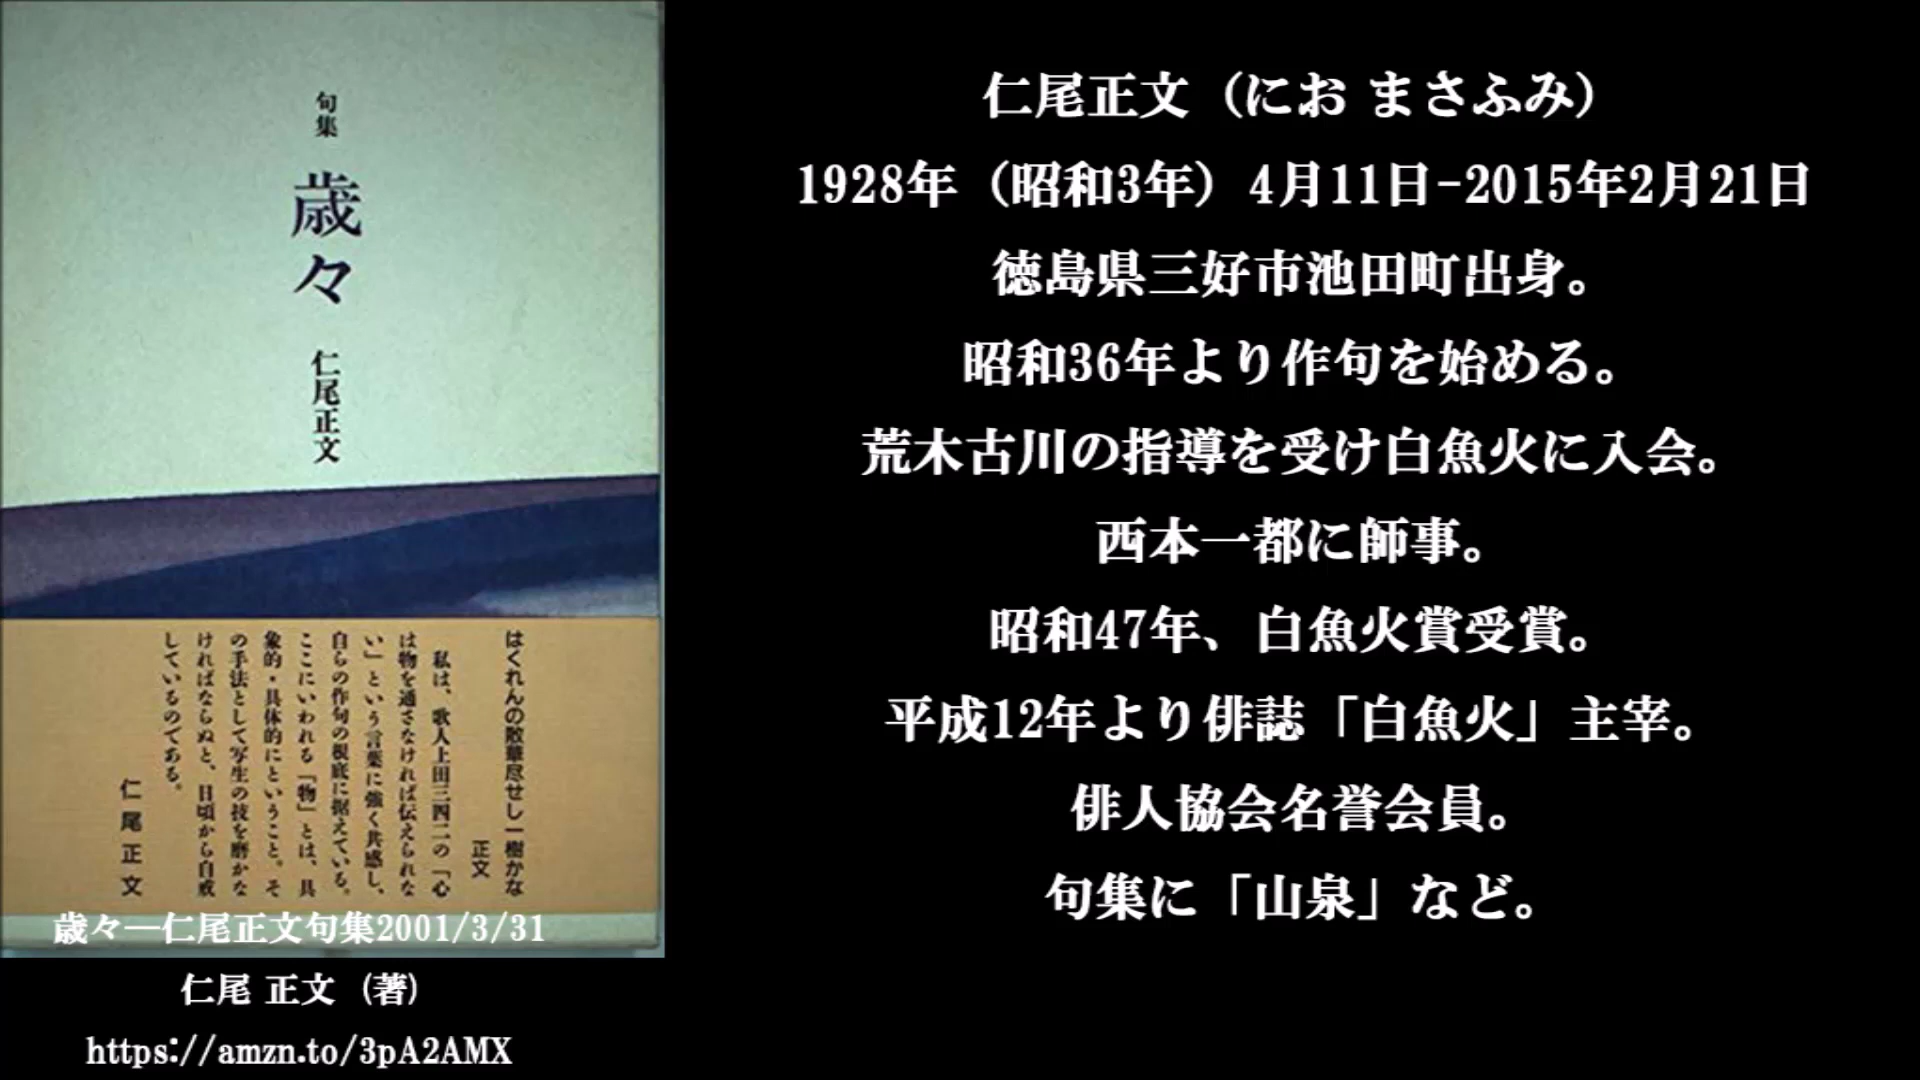 句集
歳々
仁尾正文
はくれんの散華尽せし一樹かな
正文
私は、歌人上田三四二の「心
は物を通さなければ伝えられな
い」という言葉に強く共感し、
自らの作句の根底に据えている。
ここにいわれる「物」とは、具
象的・具体的にということ。そ
の手法として写生の技を磨かな
ければならぬと、日頃から自戒
しているのである。
仁尾正文
歳々―仁尾正文句集2001/3/31
仁尾 正文 (著)
https://amzn.to/3pA2AMX
仁尾正文（にお まさふみ）
1928年（昭和3年）4月11日-2015年2月21日
徳島県三好市池田町出身。
昭和36年より作句を始める。
荒木古川の指導を受け白魚火に入会。
西本一都に師事。
昭和47年、白魚火賞受賞。
平成12年より俳誌「白魚火」主宰。
俳人協会名誉会員。
句集に「山泉」など。